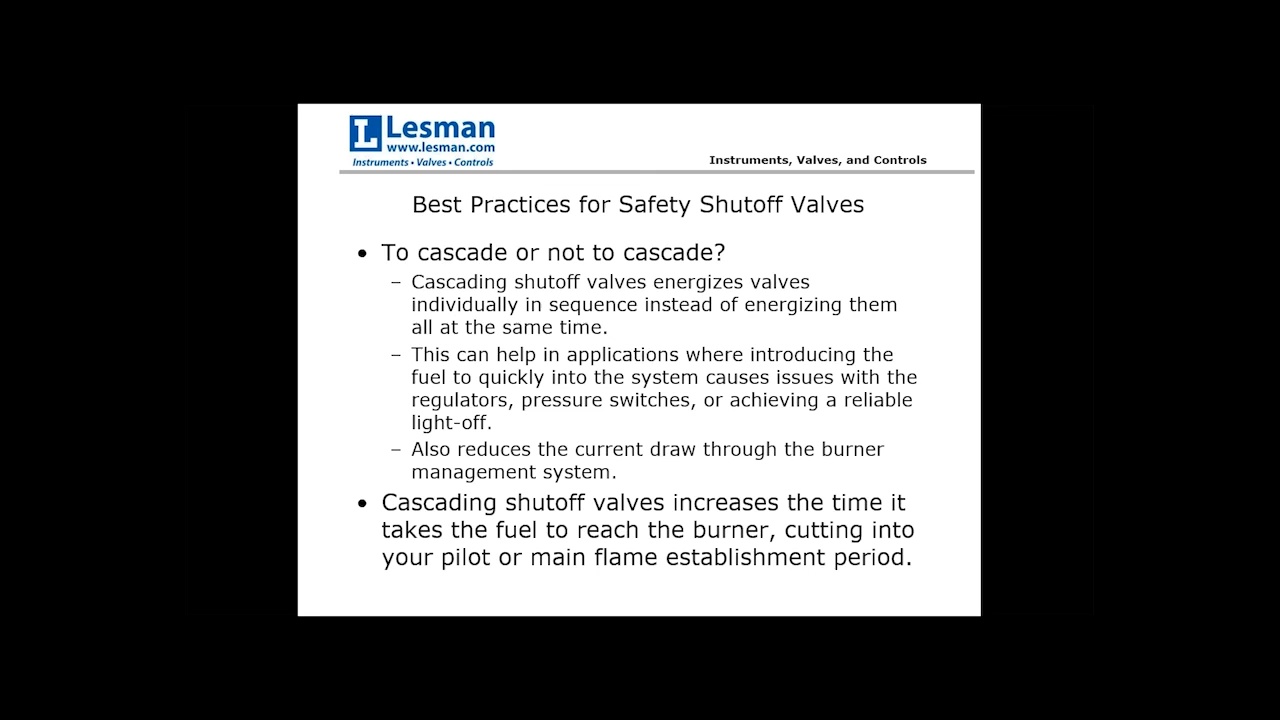 L Lesman
www.lesman.com
Instruments • Valves • Controls
Instruments, Valves, and Controls
Best Practices for Safety Shutoff Valves
• To cascade or not to cascade?
– Cascading shutoff valves energizes valves
individually in sequence instead of energizing them
all at the same time.
– This can help in applications where introducing the
fuel to quickly into the system causes issues with the
regulators, pressure switches, or achieving a reliable
light-off.
– Also reduces the current draw through the burner
management system.
• Cascading shutoff valves increases the time it
takes the fuel to reach the burner, cutting into
your pilot or main flame establishment period.